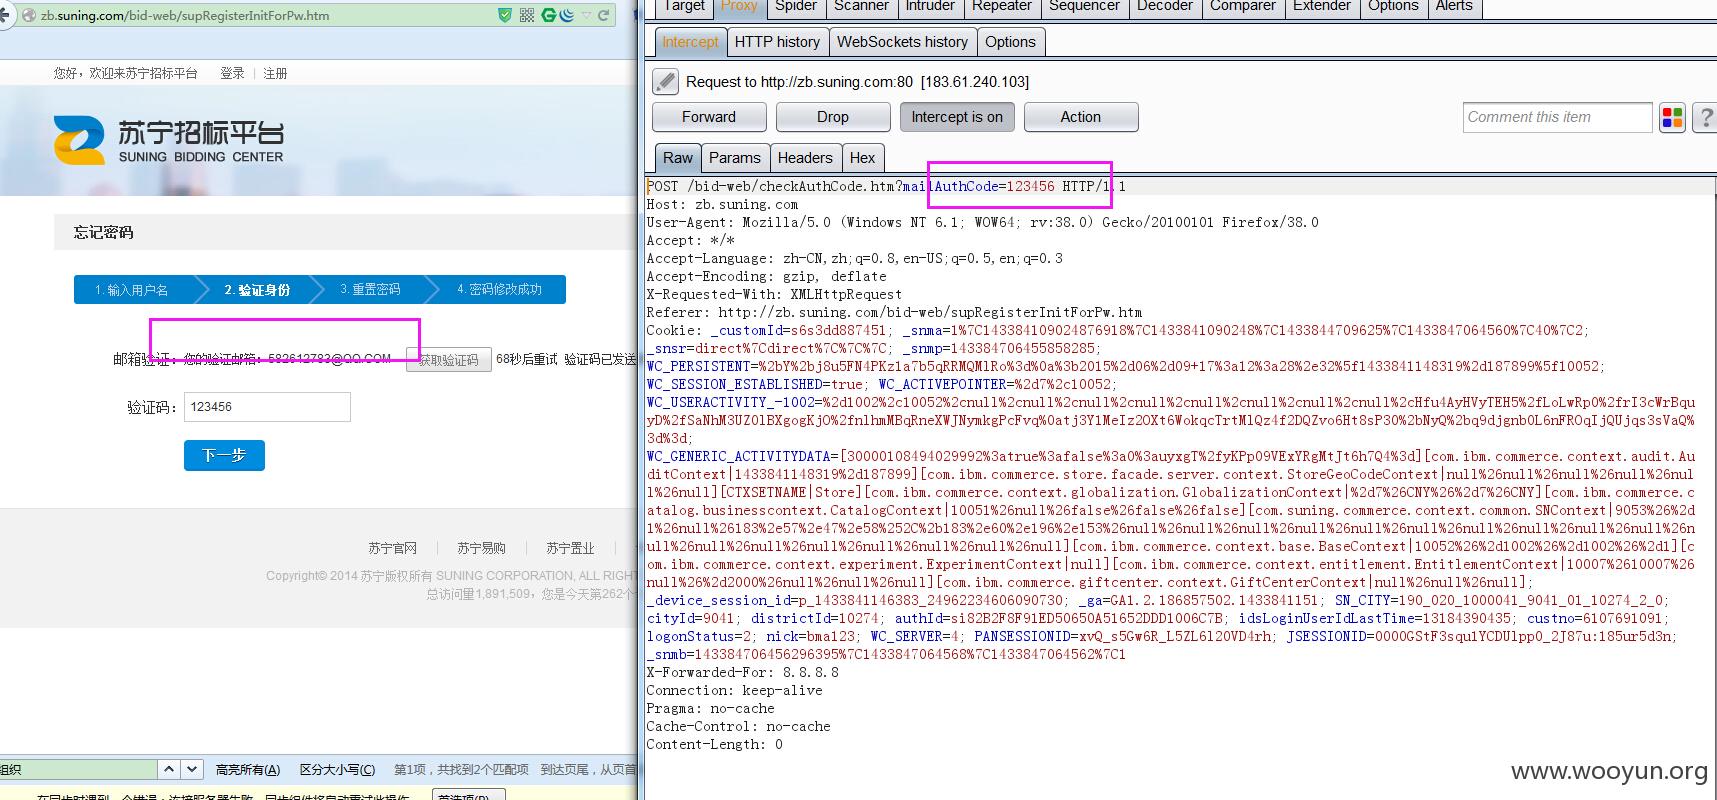 zb.suning.com/bid-web/supRegisterInitForPw.htm
您好，欢迎来苏宁招标平台 登录 注册
苏宁招标平台
SUNING BIDDING CENTER
忘记密码
1. 输入用户名 2. 验证身份 3. 重置密码 4. 密码修改成功
邮箱验证： 您的验证邮箱：582612783@QQ.COM 获取验证码 68秒后重试 验证码已发送
验证码： 123456
下一步
苏宁官网 苏宁易购 苏宁置业
Copyright© 2014 苏宁版权所有 SUNING CORPORATION, ALL RIGH
总访问量1,891,509，您是今天第262个
组织 高亮所有(A) 区分大小写(C) 第1项，共找到2个匹配项 到达页尾，从页首
在同步时遇到一个错误：连接服务器失败，同步组件将自动重试此操作。 首选项(P)
Target Proxy Spider Scanner Intruder Repeater Sequencer Decoder Comparer Extender Options Alerts
Intercept HTTP history WebSockets history Options
Request to http://zb.suning.com:80 [183.61.240.103]
Forward Drop Intercept is on Action Comment this item ?
Raw Params Headers Hex
POST /bid-web/checkAuthCode.htm?mailAuthCode=123456 HTTP/1.1
Host: zb.suning.com
User-Agent: Mozilla/5.0 (Windows NT 6.1; WOW64; rv:38.0) Gecko/20100101 Firefox/38.0
Accept: */*
Accept-Language: zh-CN,zh;q=0.8,en-US;q=0.5,en;q=0.3
Accept-Encoding: gzip, deflate
X-Requested-With: XMLHttpRequest
Referer: http://zb.suning.com/bid-web/supRegisterInitForPw.htm
Cookie: _customId=s6s3dd887451; _snma=1%7C143384109024876918%7C1433841090248%7C1433844709625%7C1433847064560%7C40%7C2;
_snsr=direct%7Cdirect%7C%7C%7C; _snmp=143384706455858285;
WC_PERSISTENT=%2bY%2bj8u5FN4PKz1a7b5qRRMQM1Ro%3d%0a%3b2015%2d06%2d09+17%3a12%3a28%2e32%5f1433841148319%2d187899%5f10052;
WC_SESSION_ESTABLISHED=true; WC_ACTIVEPOINTER=%2d7%2c10052;
WC_USERACTIVITY_-1002=%2d1002%2c10052%2cnull%2cnull%2cnull%2cnull%2cnull%2cnull%2cnull%2cnull%2cHfu4AyHVyTEH5%2fLoLwRp0%2frI3cWrBqu
yD%2fSaNhM3UZ0lBXgogKjO%2fnlhmMBqRneXWJNymkgPcFvq%0atj3Y1MeIz2OXt6WokqcTrtMlQz4f2DQZvo6Ht8sP30%2bNyQ%2bq9djgnb0L6nFROqIjQUjqs3sVaQ%
3d%3d;
WC_GENERIC_ACTIVITYDATA=[30000108494029992%3atrue%3afalse%3a0%3auyxgT%2fyKPp09VExYRgMtJt6h7Q4%3d][com.ibm.commerce.context.audit.Au
ditContext|1433841148319%2d187899][com.ibm.commerce.store.facade.server.context.StoreGeoCodeContext|null%26null%26null%26null%26nul
l%26null][CTXSETNAME|Store][com.ibm.commerce.context.globalization.GlobalizationContext|%2d7%26CNY%26%2d7%26CNY][com.ibm.commerce.c
atalog.businesscontext.CatalogContext|10051%26null%26false%26false%26false][com.suning.commerce.context.common.SNContext|9053%26%2d
1%26null%26183%2e57%2e47%2e58%252C%2b183%2e60%2e196%2e153%26null%26null%26null%26null%26null%26null%26null%26null%26null%26null%26
null%26null%26null%26null%26null%26null%26null%26null][com.ibm.commerce.context.base.BaseContext|10052%26%2d1002%26%2d1002%26%2d1][c
om.ibm.commerce.context.experiment.ExperimentContext|null][com.ibm.commerce.context.entitlement.EntitlementContext|10007%2610007%26
null%26%2d2000%26null%26null%26null][com.ibm.commerce.giftcenter.context.GiftCenterContext|null%26null%26null];
_device_session_id=p_1433841146383_24962234606090730; _ga=GA1.2.186857502.1433841151; SN_CITY=190_020_1000041_9041_01_10274_2_0;
cityId=9041; districtId=10274; authId=si82B2F8F91ED50650A51652DDD1006C7B; idsLoginUserIdLastTime=13184390435; custno=6107691091;
logonStatus=2; nick=bma123; WC_SERVER=4; PANSESSIONID=xvQ_s5Gw6R_L5ZL6l20VD4rh; JSESSIONID=0000GStF3squ1YCDUlpp0_2J87u:185ur5d3n;
_snmb=143384706456296395%7C1433847064568%7C1433847064562%7C1
X-Forwarded-For: 8.8.8.8
Connection: keep-alive
Pragma: no-cache
Cache-Control: no-cache
Content-Length: 0
www.wooyun.org